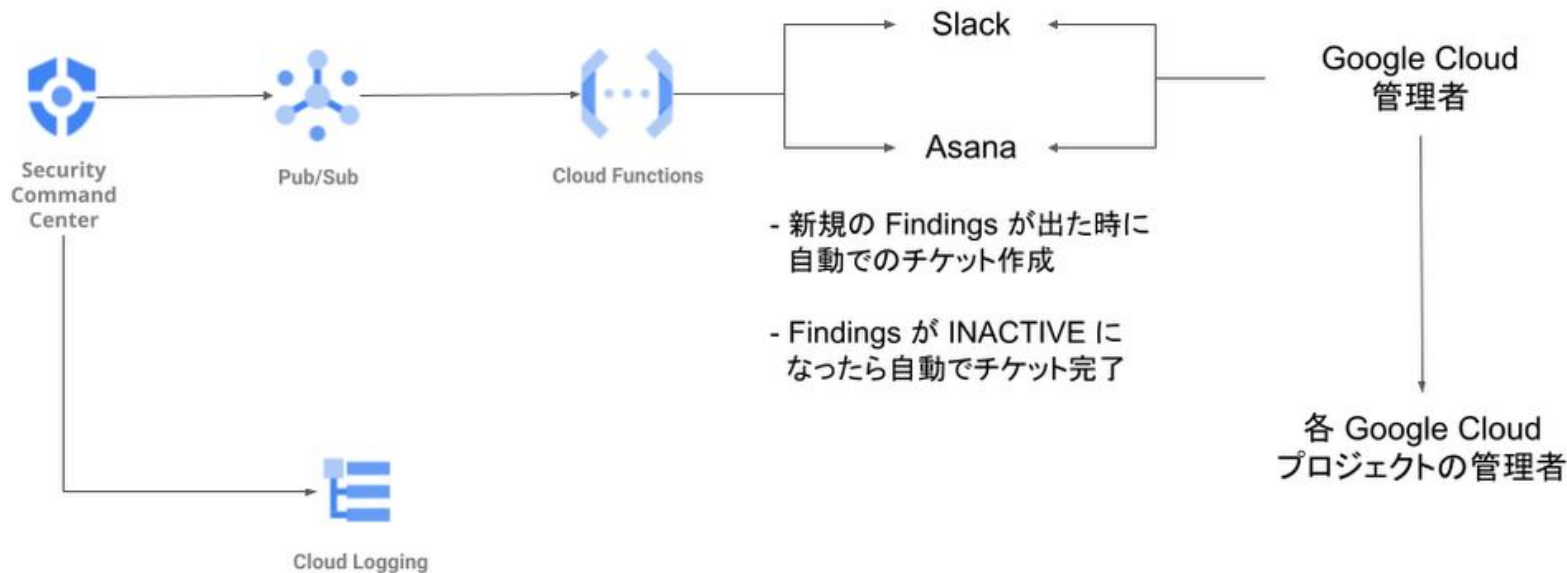 Security
Command
Center
Pub/Sub
Cloud Functions
Slack
Asana
- 新規の Findings が出た時に
自動でのチケット作成
- Findings が INACTIVE に
なったら自動でチケット完了
Google Cloud
管理者
各 Google Cloud
プロジェクトの管理者
Cloud Logging